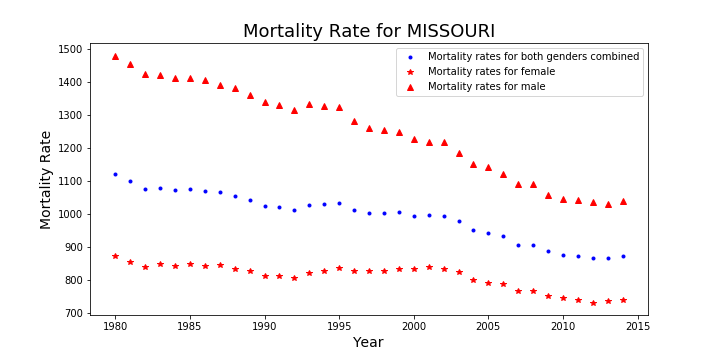 Mortality Rate for MISSOURI
Mortality rates for both genders combined
Mortality rates for female
Mortality rates for male
Mortality Rate
1500
1400
1300
1200
1100
1000
900
800
700
1980
1985
1990
1995
2000
2005
2010
2015
Year